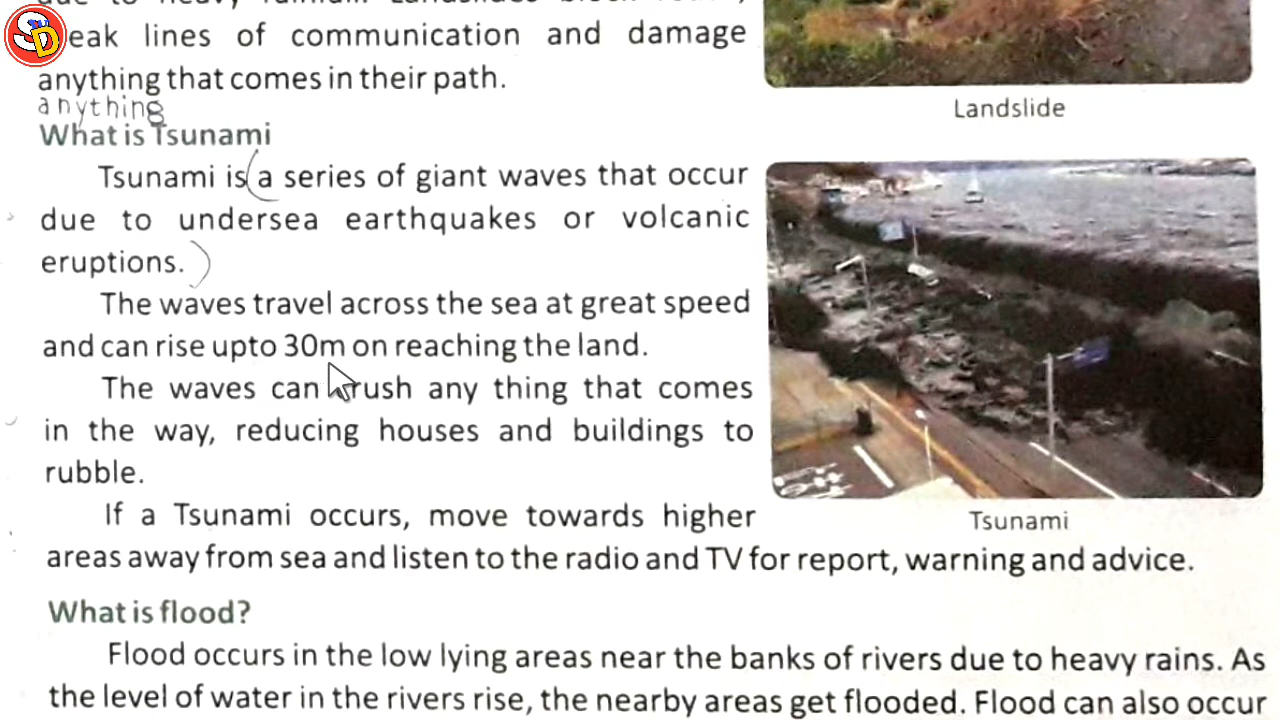 SD
eak lines of communication and damage
anything that comes in their path.
anything
What is Tsunami
Tsunami is a series of giant waves that occur
due to undersea earthquakes or volcanic
eruptions.
The waves travel across the sea at great speed
and can rise upto 30m on reaching the land.
The waves can rush any thing that comes
in the way, reducing houses and buildings to
rubble.
If a Tsunami occurs, move towards higher
areas away from sea and listen to the radio and TV for report, warning and advice.
Landslide
Tsunami
What is flood?
Flood occurs in the low lying areas near the banks of rivers due to heavy rains. As
the level of water in the rivers rise, the nearby areas get flooded. Flood can also occur